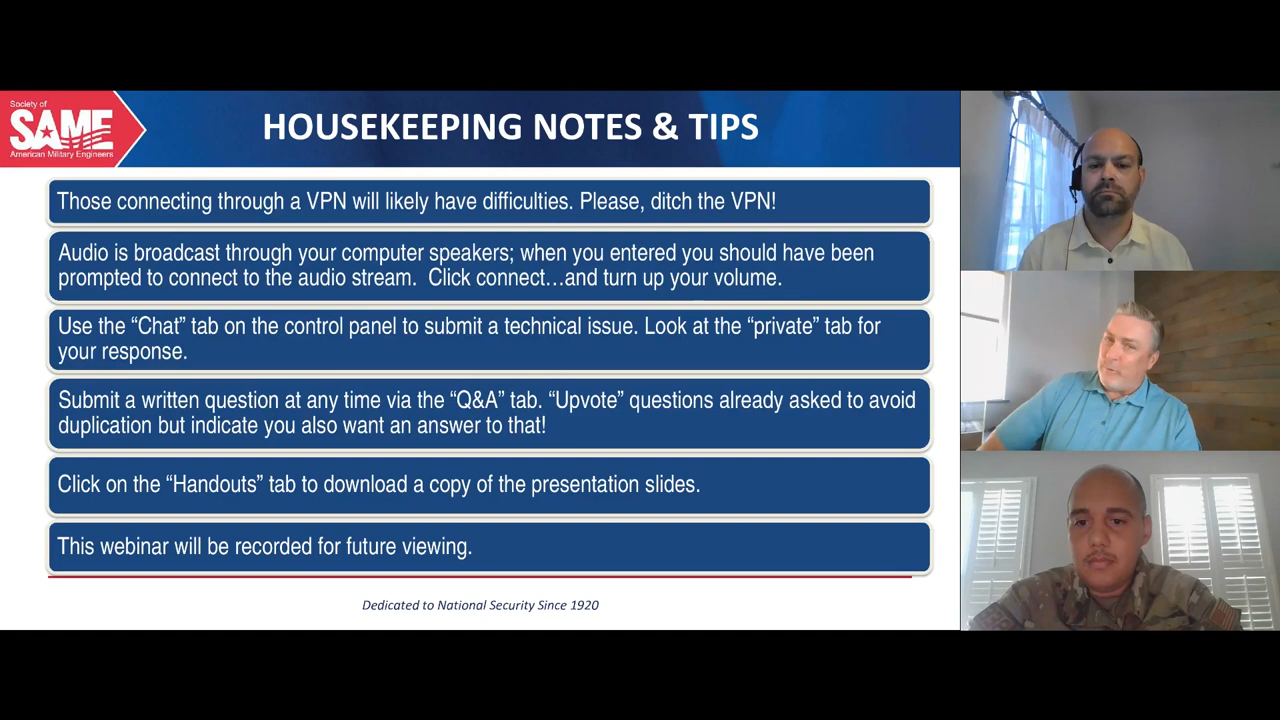 Society of
SAME
American Military Engineers
HOUSEKEEPING NOTES & TIPS
Those connecting through a VPN will likely have difficulties. Please, ditch the VPN!
Audio is broadcast through your computer speakers; when you entered you should have been
prompted to connect to the audio stream.  Click connect…and turn up your volume.
Use the “Chat” tab on the control panel to submit a technical issue. Look at the “private” tab for
your response.
Submit a written question at any time via the “Q&A” tab. “Upvote” questions already asked to avoid
duplication but indicate you also want an answer to that!
Click on the “Handouts” tab to download a copy of the presentation slides.
This webinar will be recorded for future viewing.
Dedicated to National Security Since 1920